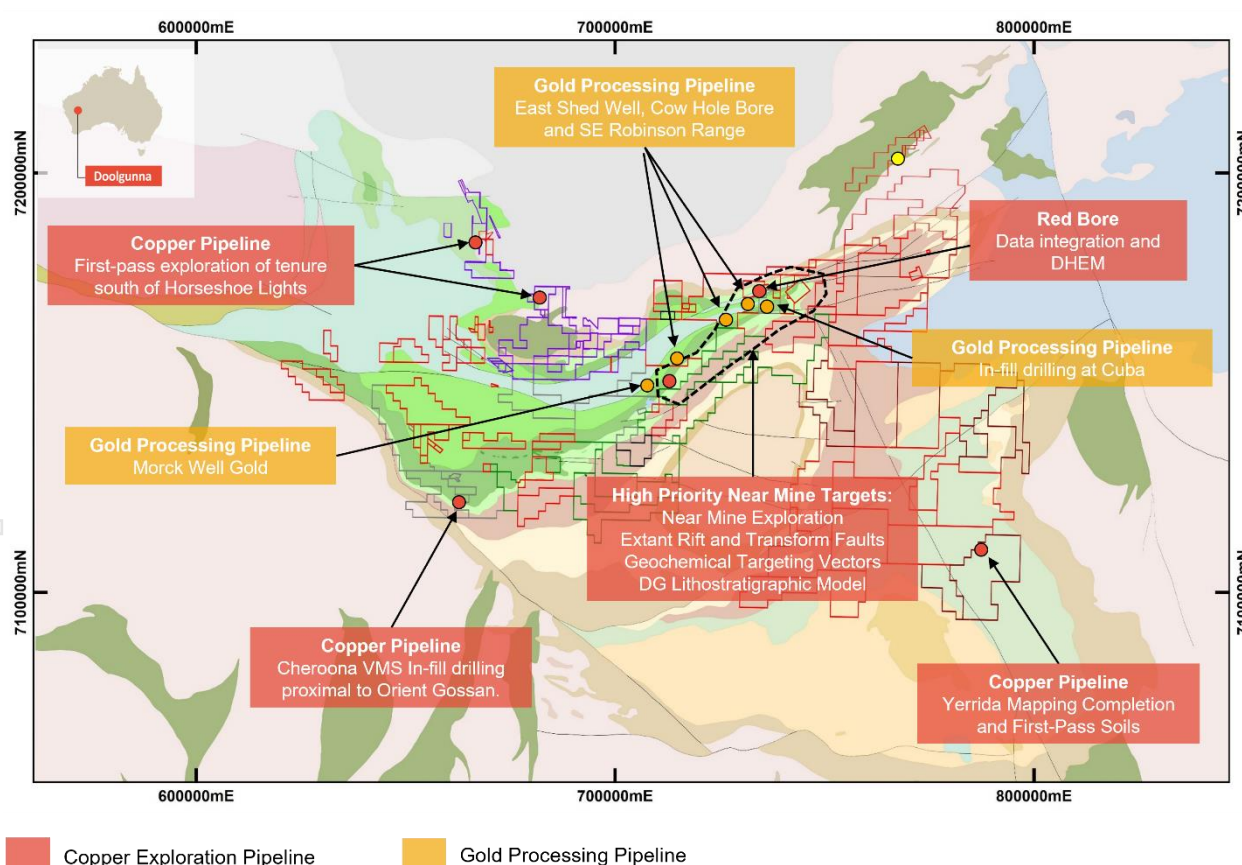 600000mE
700000mE
800000mE
Doolgunna
7200000mN
7200000mN
Gold Processing Pipeline
East Shed Well, Cow Hole Bore
and SE Robinson Range
Copper Pipeline
First-pass exploration of tenure
south of Horseshoe Lights
Red Bore
Data integration and
DHEM
Gold Processing Pipeline
In-fill drilling at Cuba
Gold Processing Pipeline
Morck Well Gold
High Priority Near Mine Targets:
Near Mine Exploration
Extant Rift and Transform Faults
Geochemical Targeting Vectors
DG Lithostratigraphic Model
7100000mN
7100000mN
Copper Pipeline
Cheroona VMS In-fill drilling
proximal to Orient Gossan.
Copper Pipeline
Yerrida Mapping Completion
and First-Pass Soils
600000mE
700000mE
800000mE
Copper Exploration Pipeline
Gold Processing Pipeline